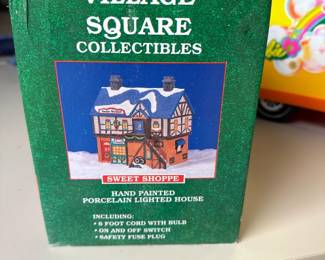 VILLAGE
SQUARE
COLLECTIBLES
SWEET SHOPPE
HAND PAINTED
PORCELAIN LIGHTED HOUSE
INCLUDING:
• 6 FOOT CORD WITH BULB
• ON AND OFF SWITCH
• SAFETY FUSE PLUG